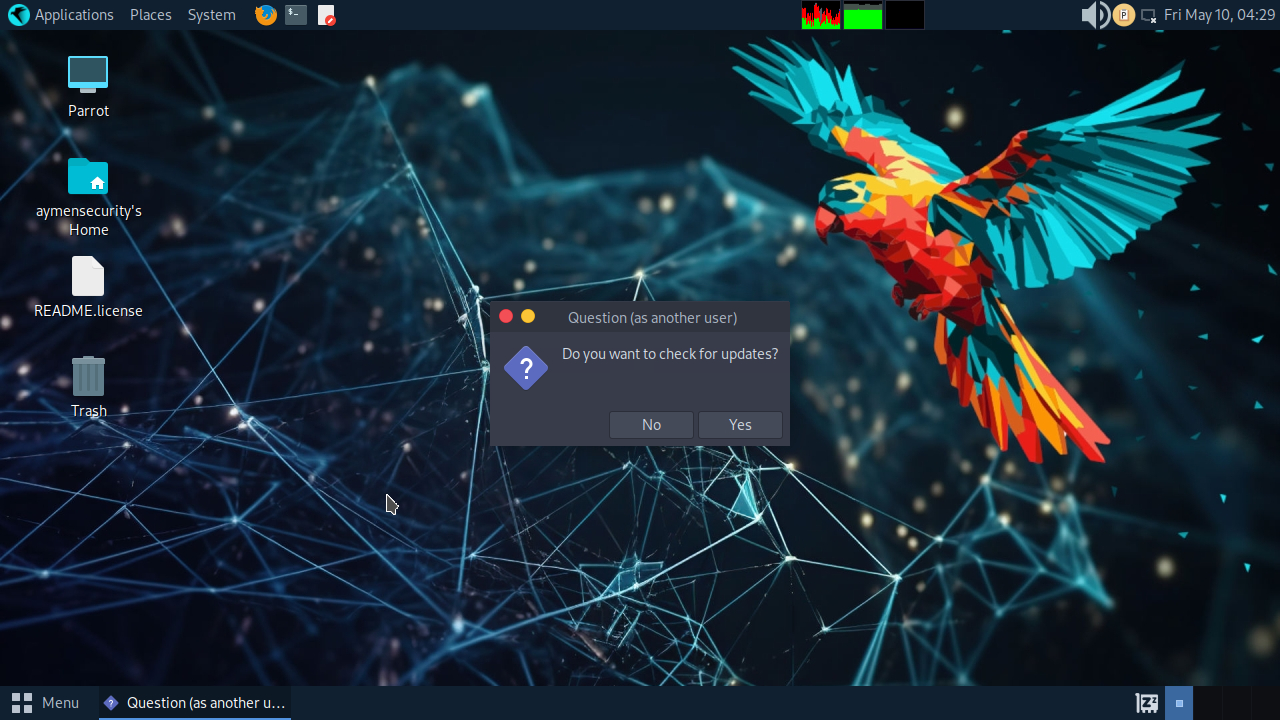 Applications Places System
Fri May 10, 04:29
Parrot
aymensecurity's
Home
README.license
Trash
Question (as another user)
Do you want to check for updates?
No Yes
Menu
Question (as another u...